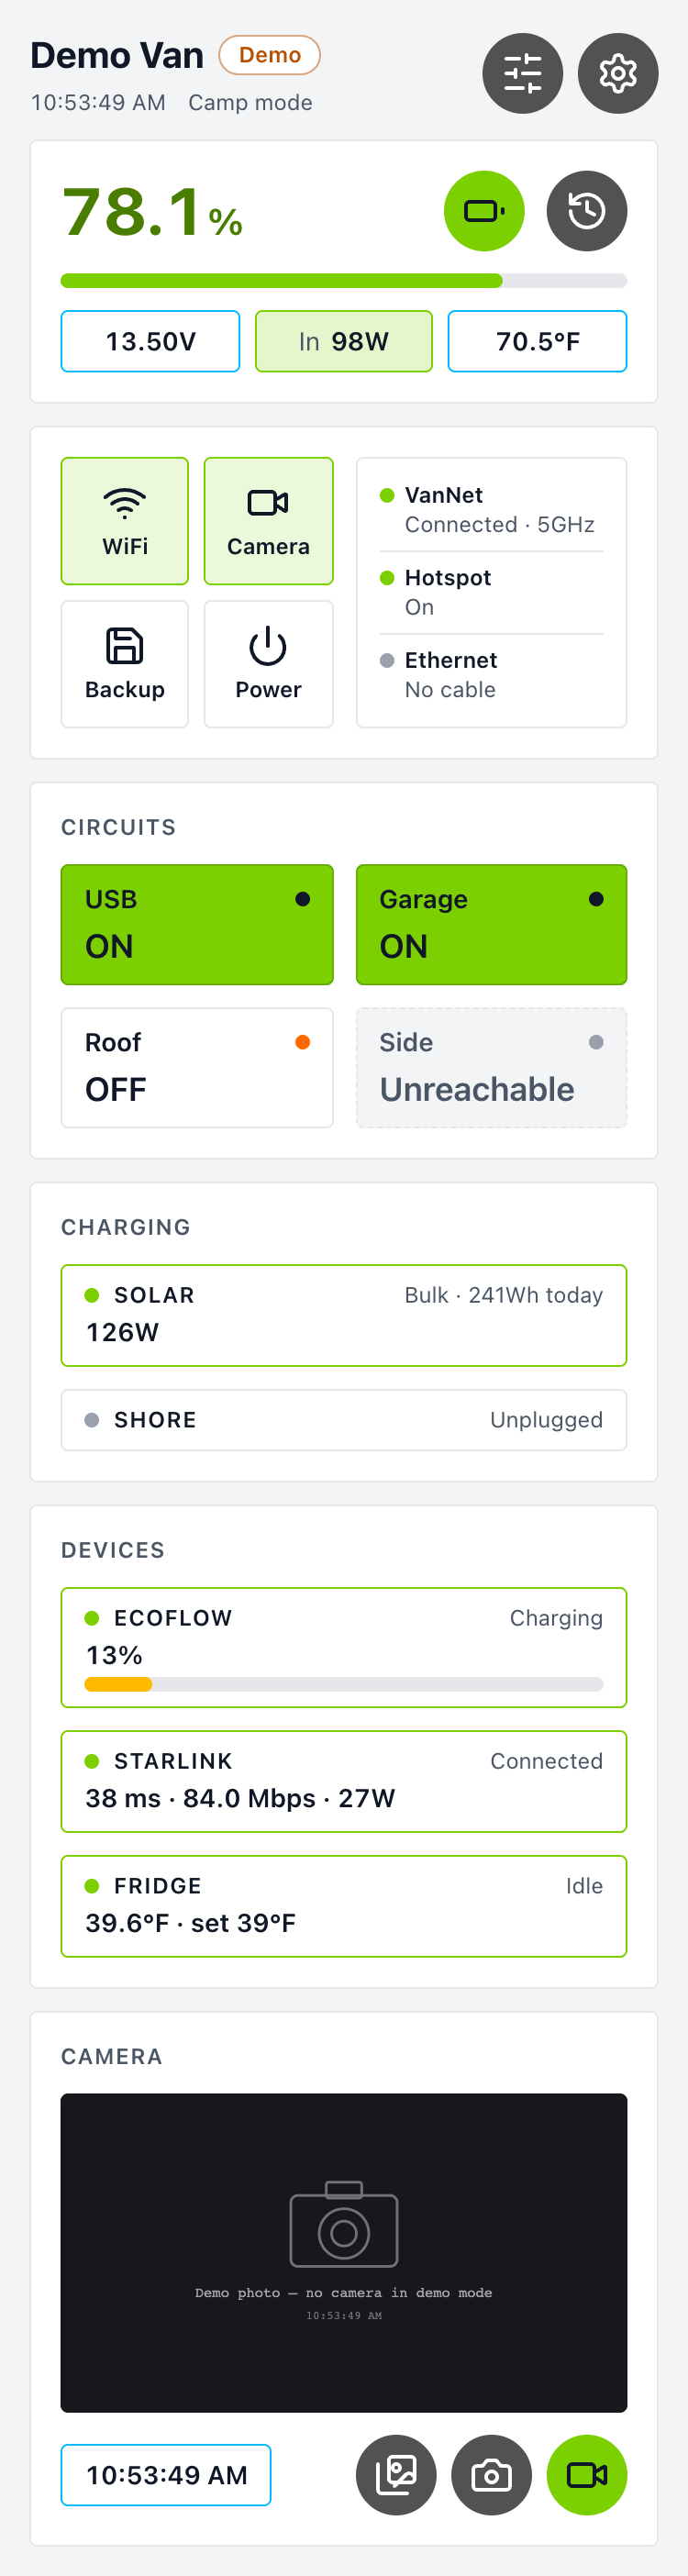 Demo Van Demo
10:53:49 AM Camp mode
78.1%
13.50V
In 98W
70.5°F
WiFi
Camera
Backup
Power
VanNet
Connected · 5GHz
Hotspot
On
Ethernet
No cable
CIRCUITS
USB
ON
Garage
ON
Roof
OFF
Side
Unreachable
CHARGING
SOLAR Bulk · 241Wh today
126W
SHORE Unplugged
DEVICES
ECOFLOW Charging
13%
STARLINK Connected
38 ms · 84.0 Mbps · 27W
FRIDGE Idle
39.6°F · set 39°F
CAMERA
Demo photo — no camera in demo mode
10:53:49 AM
10:53:49 AM